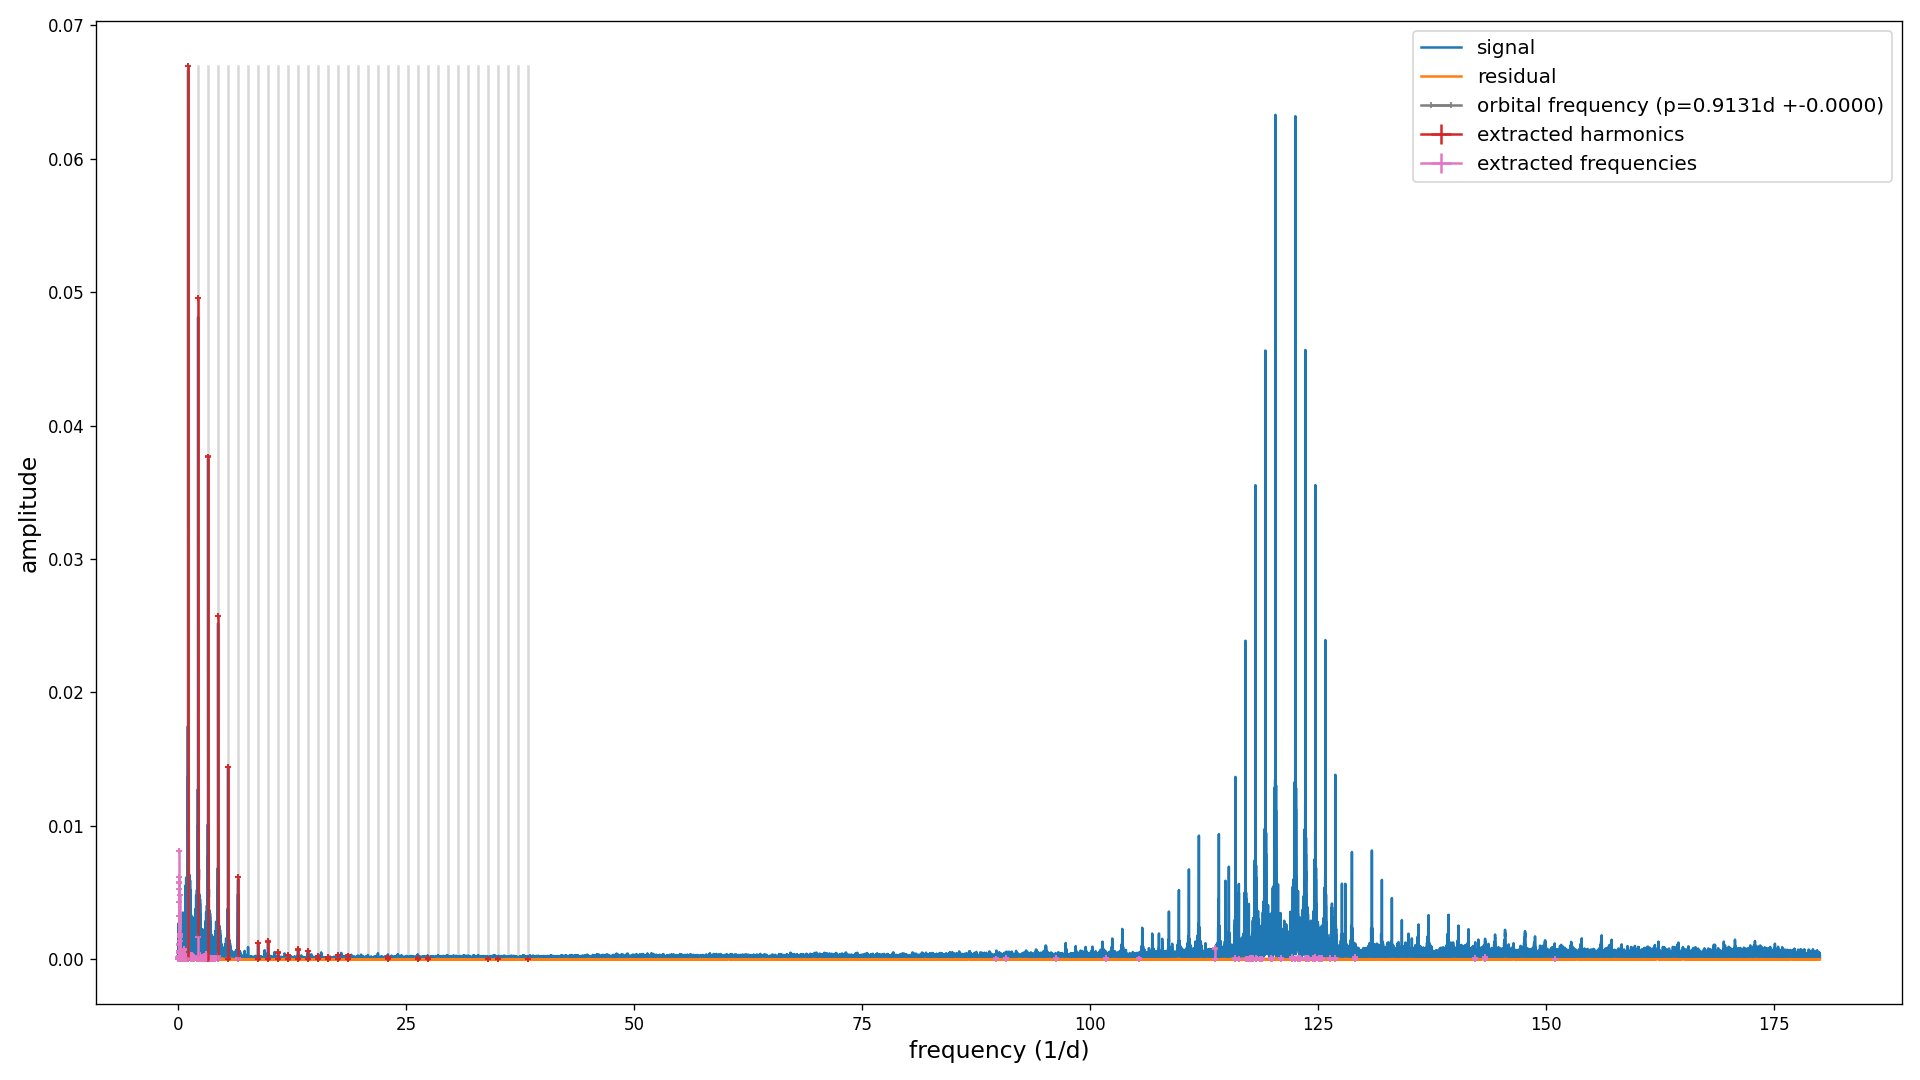 0.07
0.06
0.05
0.04
0.03
0.02
0.01
0.00
amplitude
signal
residual
orbital frequency (p=0.9131d +-0.0000)
extracted harmonics
extracted frequencies
0 25 50 75 100 125 150 175
frequency (1/d)